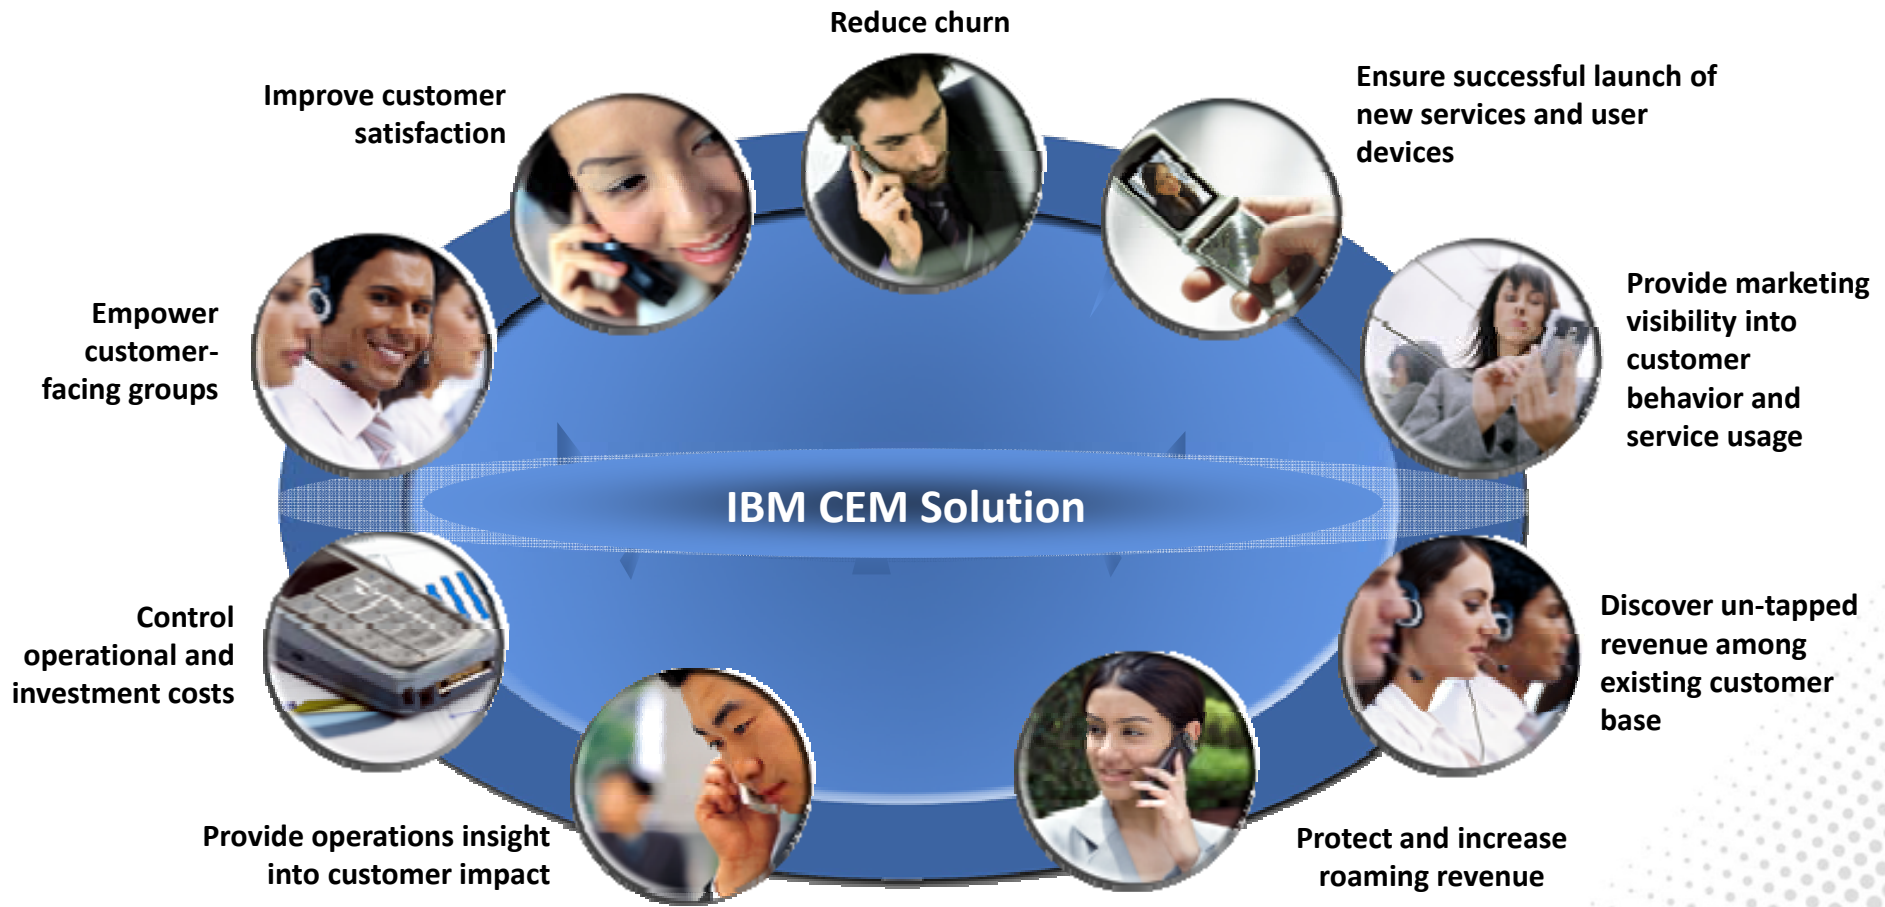 Reduce churn
Ensure successful launch of
new services and user
devices
Improve customer
satisfaction
Provide marketing
visibility into
customer
behavior and
service usage
Empower
customer-
facing groups
IBM CEM Solution
Control
operational and
investment costs
Discover un-tapped
revenue among
existing customer
base
Provide operations insight
into customer impact
Protect and increase
roaming revenue